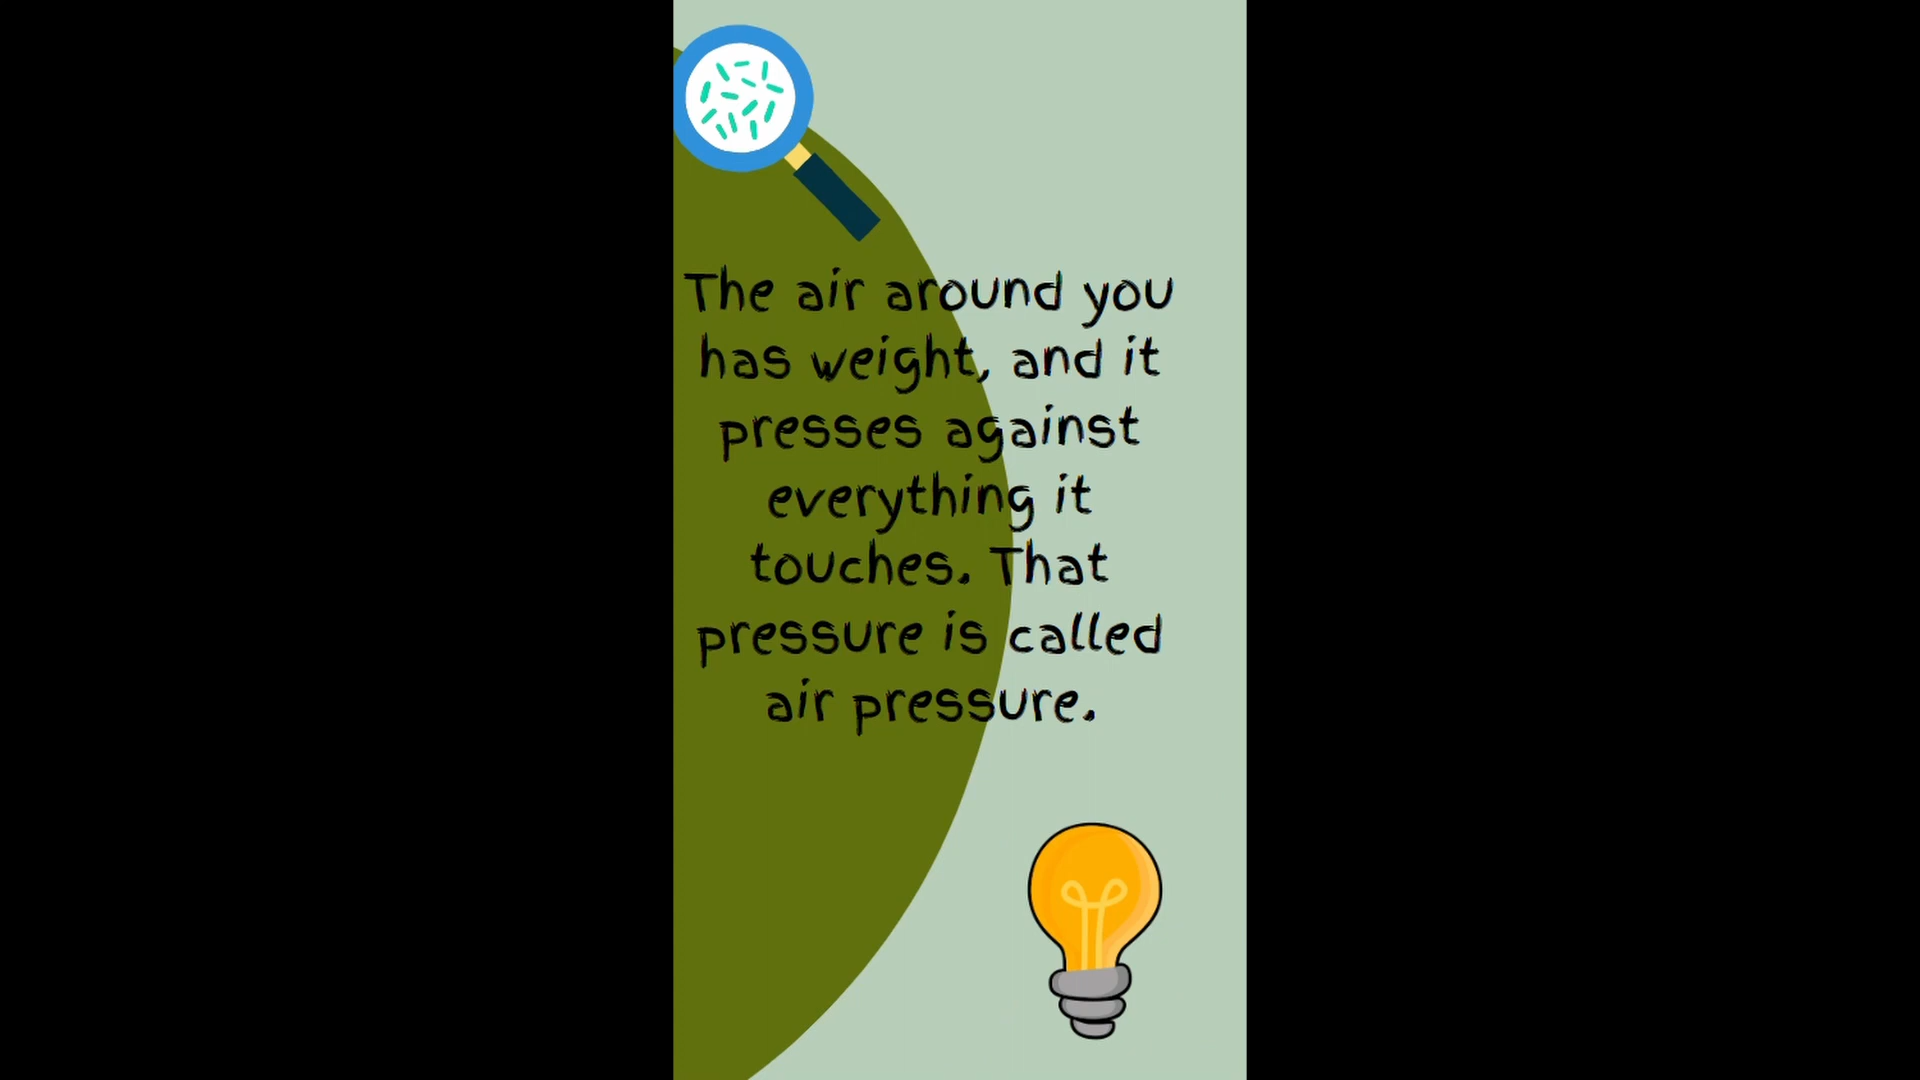 The air around you
has weight, and it
presses against
everything it
touches. That
pressure is called
air pressure.